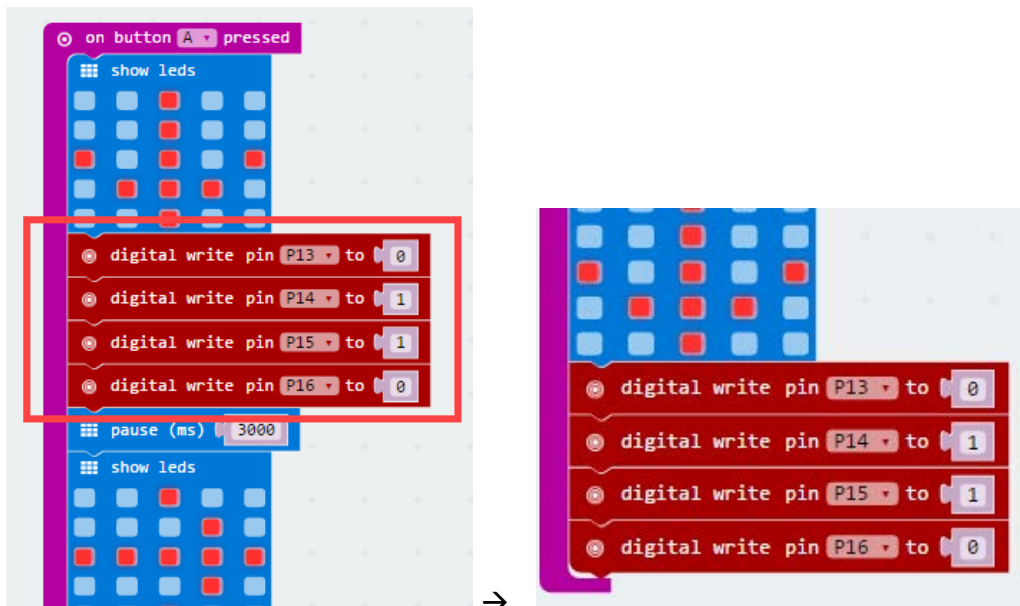 on button A pressed
show leds
digital write pin P13 to 0
digital write pin P14 to 1
digital write pin P15 to 1
digital write pin P16 to 0
pause (ms) 3000
show leds
→
digital write pin P13 to 0
digital write pin P14 to 1
digital write pin P15 to 1
digital write pin P16 to 0